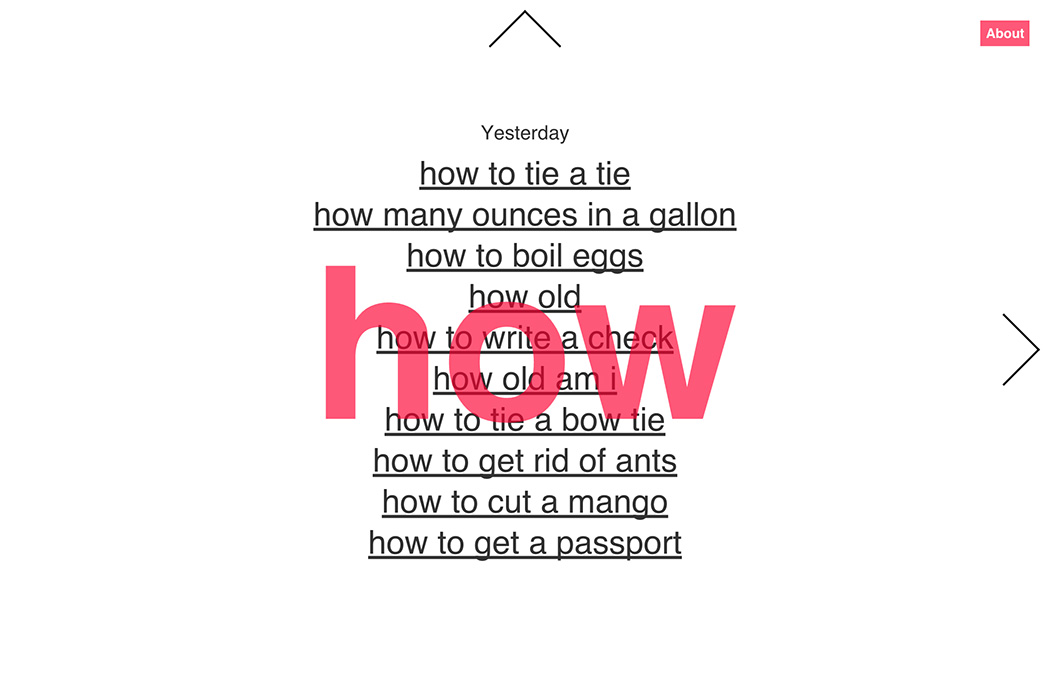 About
Yesterday
how to tie a tie
how many ounces in a gallon
how to boil eggs
how old
how to write a check
how old am i
how to tie a bow tie
how to get rid of ants
how to cut a mango
how to get a passport
how